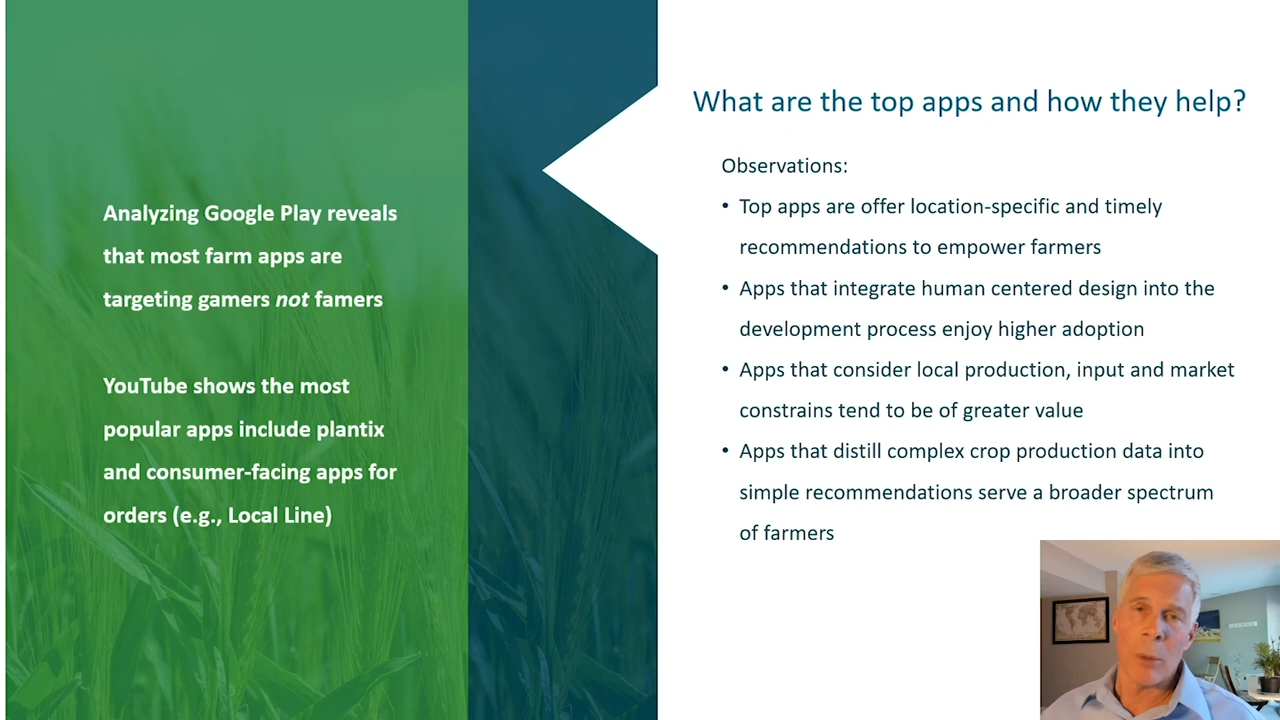 Analyzing Google Play reveals
that most farm apps are
targeting gamers not famers
YouTube shows the most
popular apps include plantix
and consumer-facing apps for
orders (e.g., Local Line)
What are the top apps and how they help?
Observations:
• Top apps are offer location-specific and timely
recommendations to empower farmers
• Apps that integrate human centered design into the
development process enjoy higher adoption
• Apps that consider local production, input and market
constrains tend to be of greater value
• Apps that distill complex crop production data into
simple recommendations serve a broader spectrum
of farmers